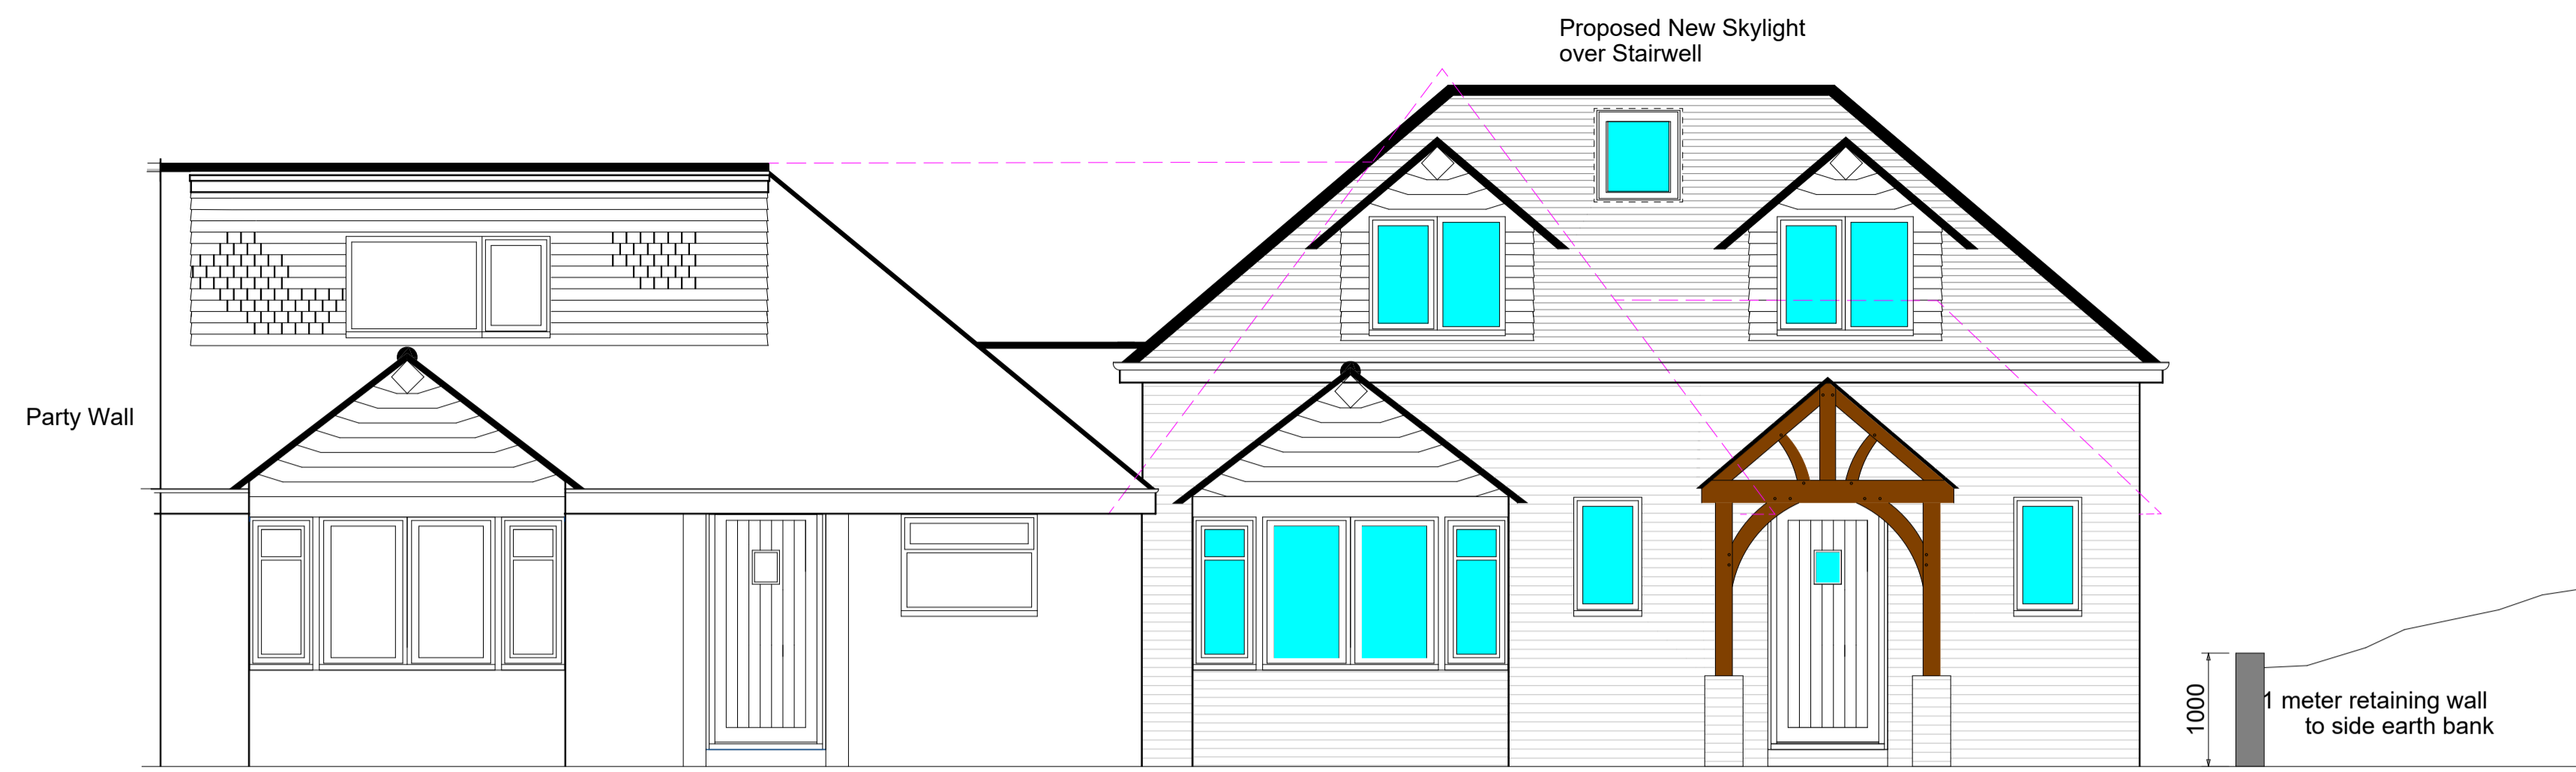 Proposed New Skylight
over Stairwell
Party Wall
1000
1 meter retaining wall
to side earth bank